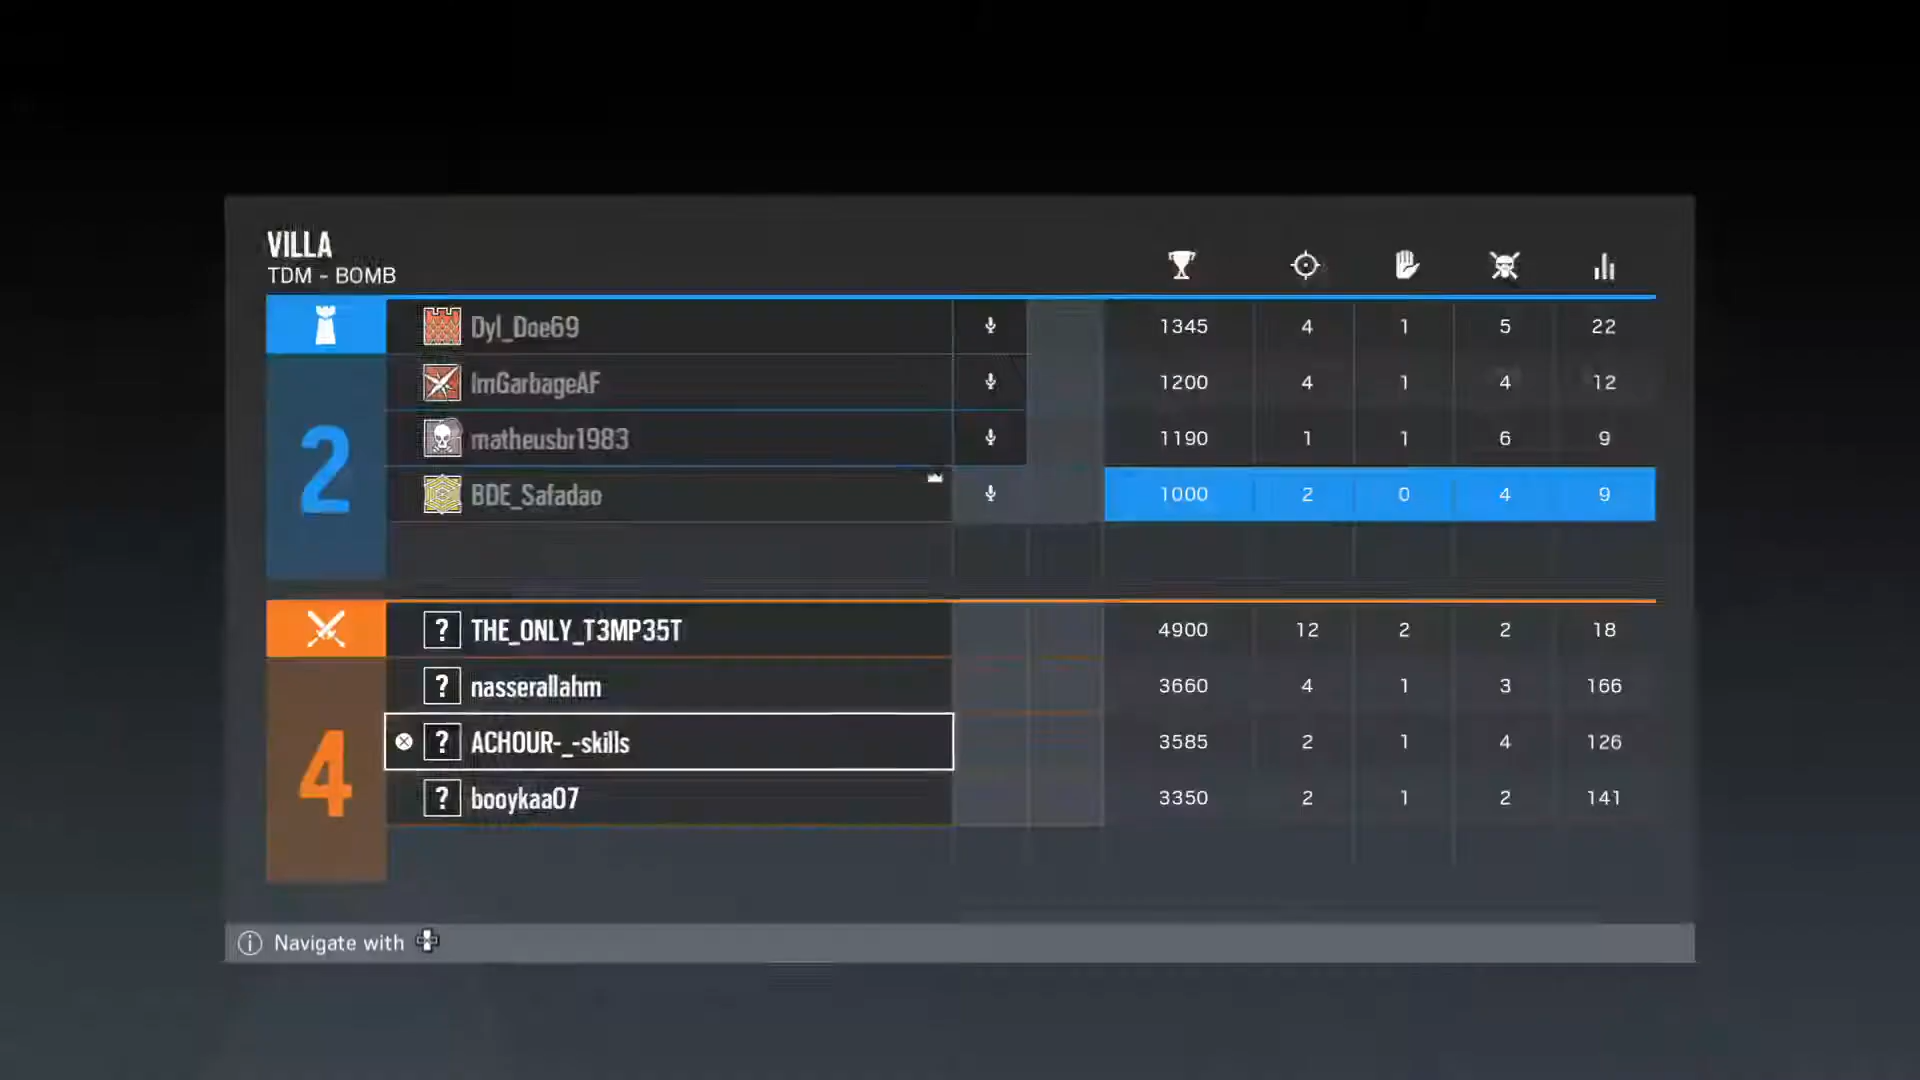 VILLA
TDM - BOMB
Dyl_Doe69 1345 4 1 5 22
ImGarbageAF 1200 4 1 4 12
matheusbr1983 1190 1 1 6 9
2
BDE_Safadao 1000 2 0 4 9
? THE_ONLY_T3MP35T 4900 12 2 2 18
? nasserallahm 3660 4 1 3 166
? ACHOUR-_-skills 3585 2 1 4 126
4
? booykaa07 3350 2 1 2 141
Navigate with